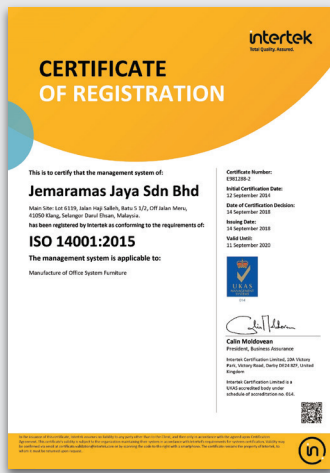 intertek
Total Quality. Assured.
CERTIFICATE
OF REGISTRATION
This is to certify that the management system of:
Jemaramas Jaya Sdn Bhd
Main Site: Lot 6119, Jalan Haji Salleh, Batu 5 1/2, Off Jalan Meru,
41050 Klang, Selangor Darul Ehsan, Malaysia.
has been registered by Intertek as conforming to the requirements of:
ISO 14001:2015
The management system is applicable to:
Manufacture of Office System Furniture
Certificate Number:
E981288-2
Initial Certification Date:
12 September 2014
Date of Certification Decision:
14 September 2018
Issuing Date:
14 September 2018
Valid Until:
11 September 2020
UKAS
MANAGEMENT
SYSTEMS
014
Calin Moldovean
President, Business Assurance
Intertek Certification Limited, 10A Victory
Park, Victory Road, Derby DE24 8ZF, United
Kingdom
Intertek Certification Limited is a
UKAS accredited body under
schedule of accreditation no. 014.